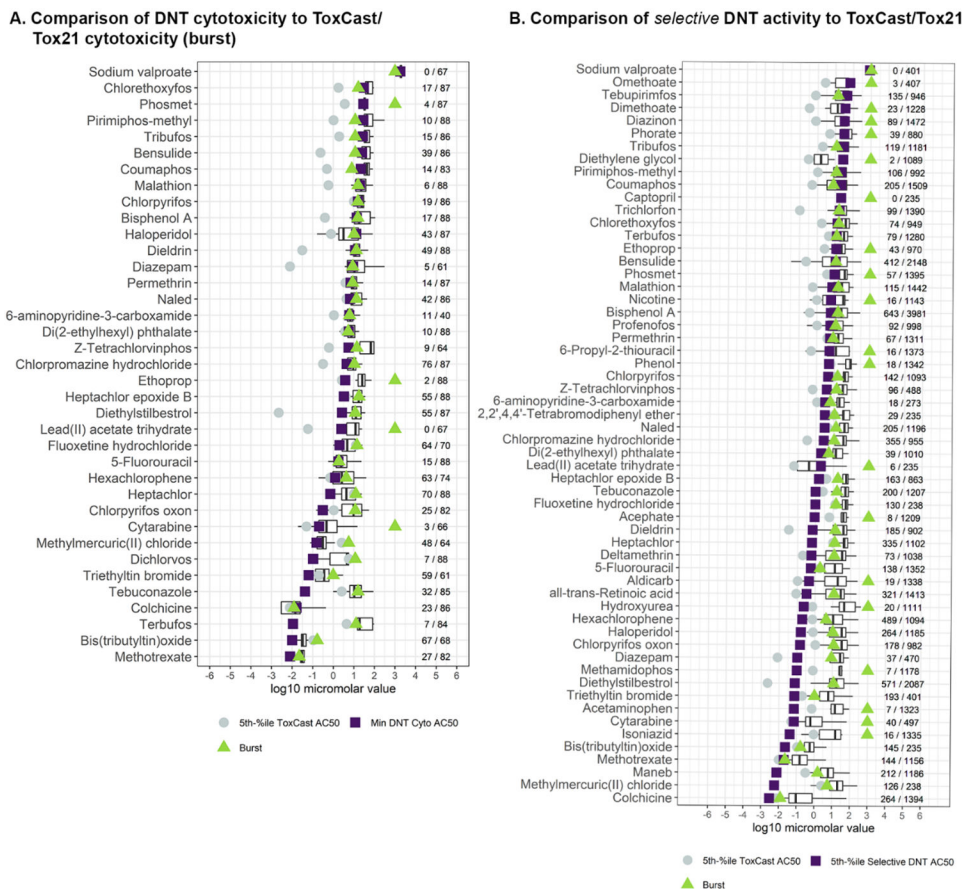 A. Comparison of DNT cytotoxicity to ToxCast/
Tox21 cytotoxicity (burst)
Sodium valproate 0 / 67
Chlorethoxyfos 17 / 87
Phosmet 4 / 87
Pirimiphos-methyl 10 / 88
Tribufos 15 / 86
Bensulide 39 / 86
Coumaphos 14 / 83
Malathion 6 / 88
Chlorpyrifos 19 / 86
Bisphenol A 17 / 88
Haloperidol 43 / 87
Dieldrin 49 / 88
Diazepam 5 / 61
Permethrin 14 / 87
Naled 42 / 86
6-aminopyridine-3-carboxamide 11 / 40
Di(2-ethylhexyl) phthalate 10 / 88
Z-Tetrachlorvinphos 9 / 64
Chlorpromazine hydrochloride 76 / 87
Ethoprop 2 / 88
Heptachlor epoxide B 55 / 88
Diethylstilbestrol 55 / 87
Lead(II) acetate trihydrate 0 / 67
Fluoxetine hydrochloride 64 / 70
5-Fluorouracil 15 / 88
Hexachlorophene 63 / 74
Heptachlor 70 / 88
Chlorpyrifos oxon 25 / 82
Cytarabine 3 / 66
Methylmercuric(II) chloride 48 / 64
Dichlorvos 7 / 88
Triethyltin bromide 59 / 61
Tebuconazole 32 / 85
Colchicine 23 / 86
Terbufos 7 / 84
Bis(tributyltin)oxide 67 / 68
Methotrexate 27 / 82
-6 -5 -4 -3 -2 -1 0 1 2 3 4 5 6
log10 micromolar value
5th-%ile ToxCast AC50 Min DNT Cyto AC50
Burst
B. Comparison of selective DNT activity to ToxCast/Tox21
Sodium valproate 0 / 401
Omethoate 3 / 407
Tebupirimfos 135 / 946
Dimethoate 23 / 1228
Diazinon 89 / 1472
Phorate 39 / 880
Tribufos 119 / 1181
Diethylene glycol 2 / 1089
Pirimiphos-methyl 106 / 992
Coumaphos 205 / 1509
Captopril 0 / 235
Trichlorfon 99 / 1390
Chlorethoxyfos 74 / 949
Terbufos 79 / 1280
Ethoprop 43 / 970
Bensulide 412 / 2148
Phosmet 57 / 1395
Malathion 115 / 1442
Nicotine 16 / 1143
Bisphenol A 643 / 3981
Profenofos 92 / 998
Permethrin 67 / 1311
6-Propyl-2-thiouracil 16 / 1373
Phenol 18 / 1342
Chlorpyrifos 142 / 1093
Z-Tetrachlorvinphos 96 / 488
6-aminopyridine-3-carboxamide 18 / 273
2,2',4,4'-Tetrabromodiphenyl ether 29 / 235
Naled 205 / 1196
Chlorpromazine hydrochloride 355 / 955
Di(2-ethylhexyl) phthalate 39 / 1010
Lead(II) acetate trihydrate 6 / 235
Heptachlor epoxide B 163 / 863
Tebuconazole 200 / 1207
Fluoxetine hydrochloride 130 / 238
Acephate 8 / 1209
Dieldrin 185 / 902
Heptachlor 335 / 1102
Deltamethrin 73 / 1038
5-Fluorouracil 138 / 1352
Aldicarb 19 / 1338
all-trans-Retinoic acid 321 / 1413
Hydroxyurea 20 / 1111
Hexachlorophene 489 / 1094
Haloperidol 264 / 1185
Chlorpyrifos oxon 178 / 982
Diazepam 37 / 470
Methamidophos 7 / 1178
Diethylstilbestrol 571 / 2087
Triethyltin bromide 193 / 401
Acetaminophen 7 / 1323
Cytarabine 40 / 497
Isoniazid 16 / 1335
Bis(tributyltin)oxide 145 / 235
Methotrexate 144 / 1156
Maneb 212 / 1186
Methylmercuric(II) chloride 126 / 238
Colchicine 264 / 1394
-6 -5 -4 -3 -2 -1 0 1 2 3 4 5 6
log10 micromolar value
5th-%ile ToxCast AC50 5th-%ile Selective DNT AC50
Burst